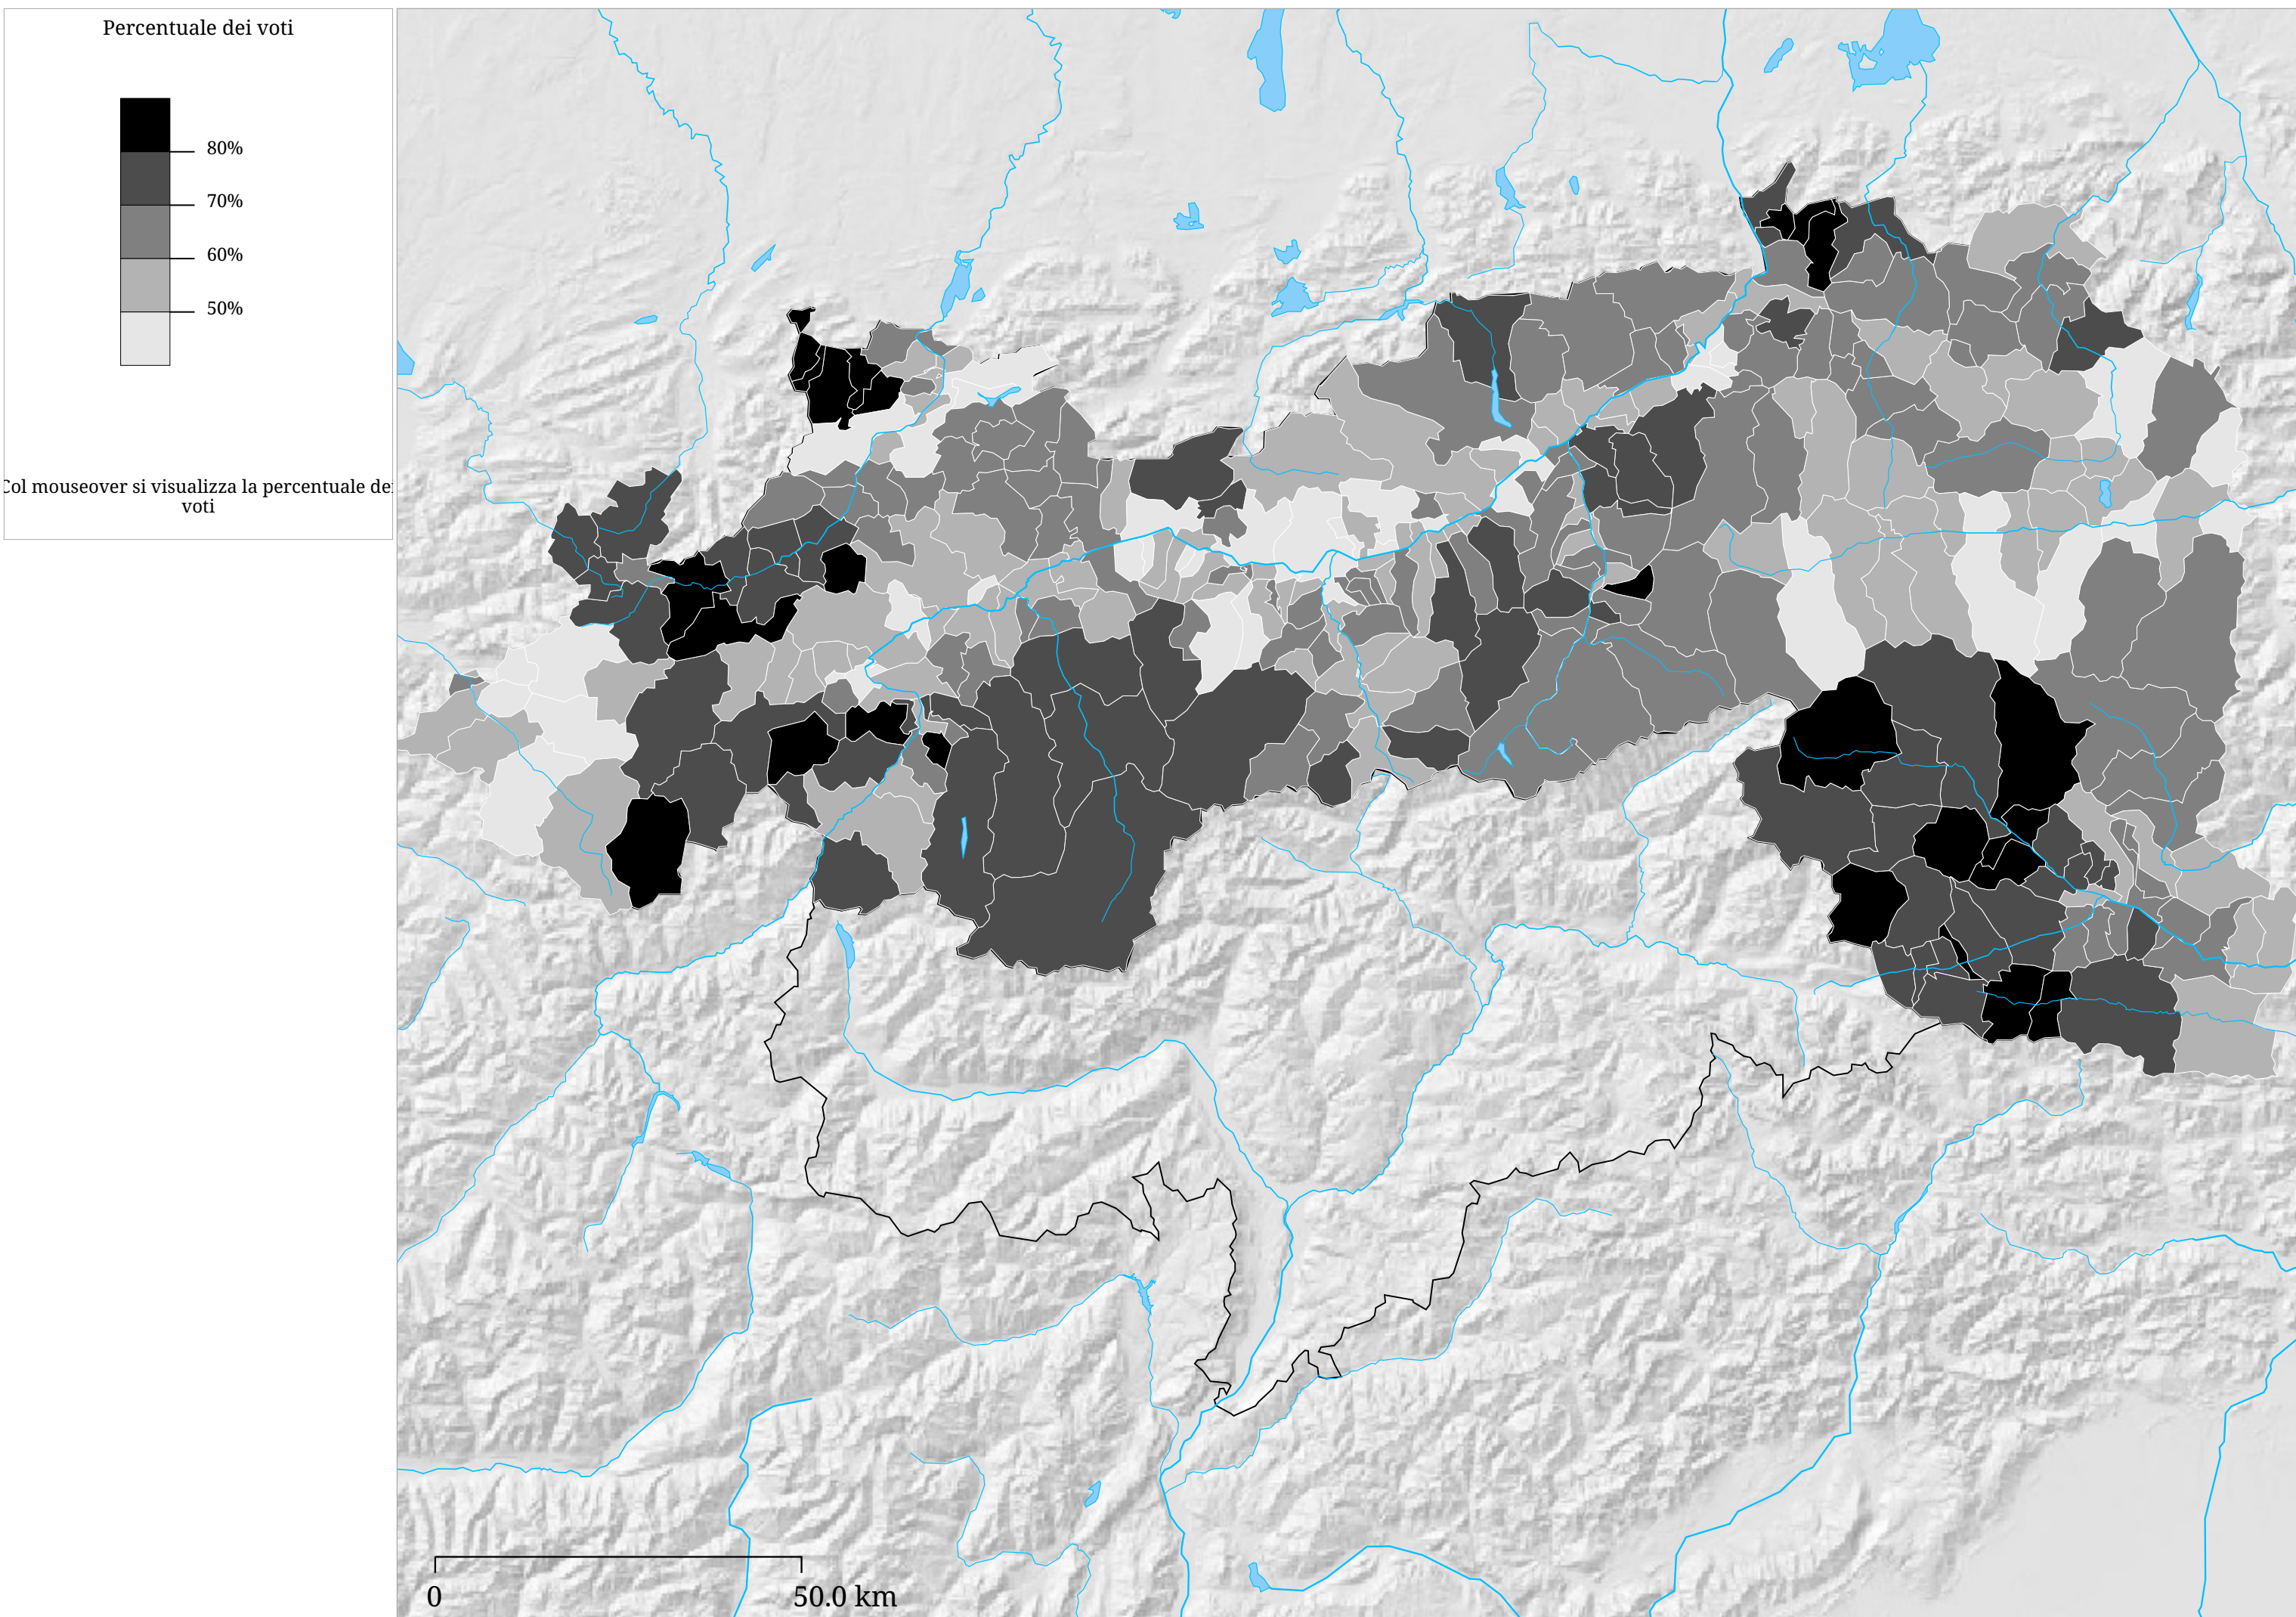 Percentuale dei voti
80%
70%
60%
50%
Col mouseover si visualizza la percentuale dei
voti
0
50.0 km